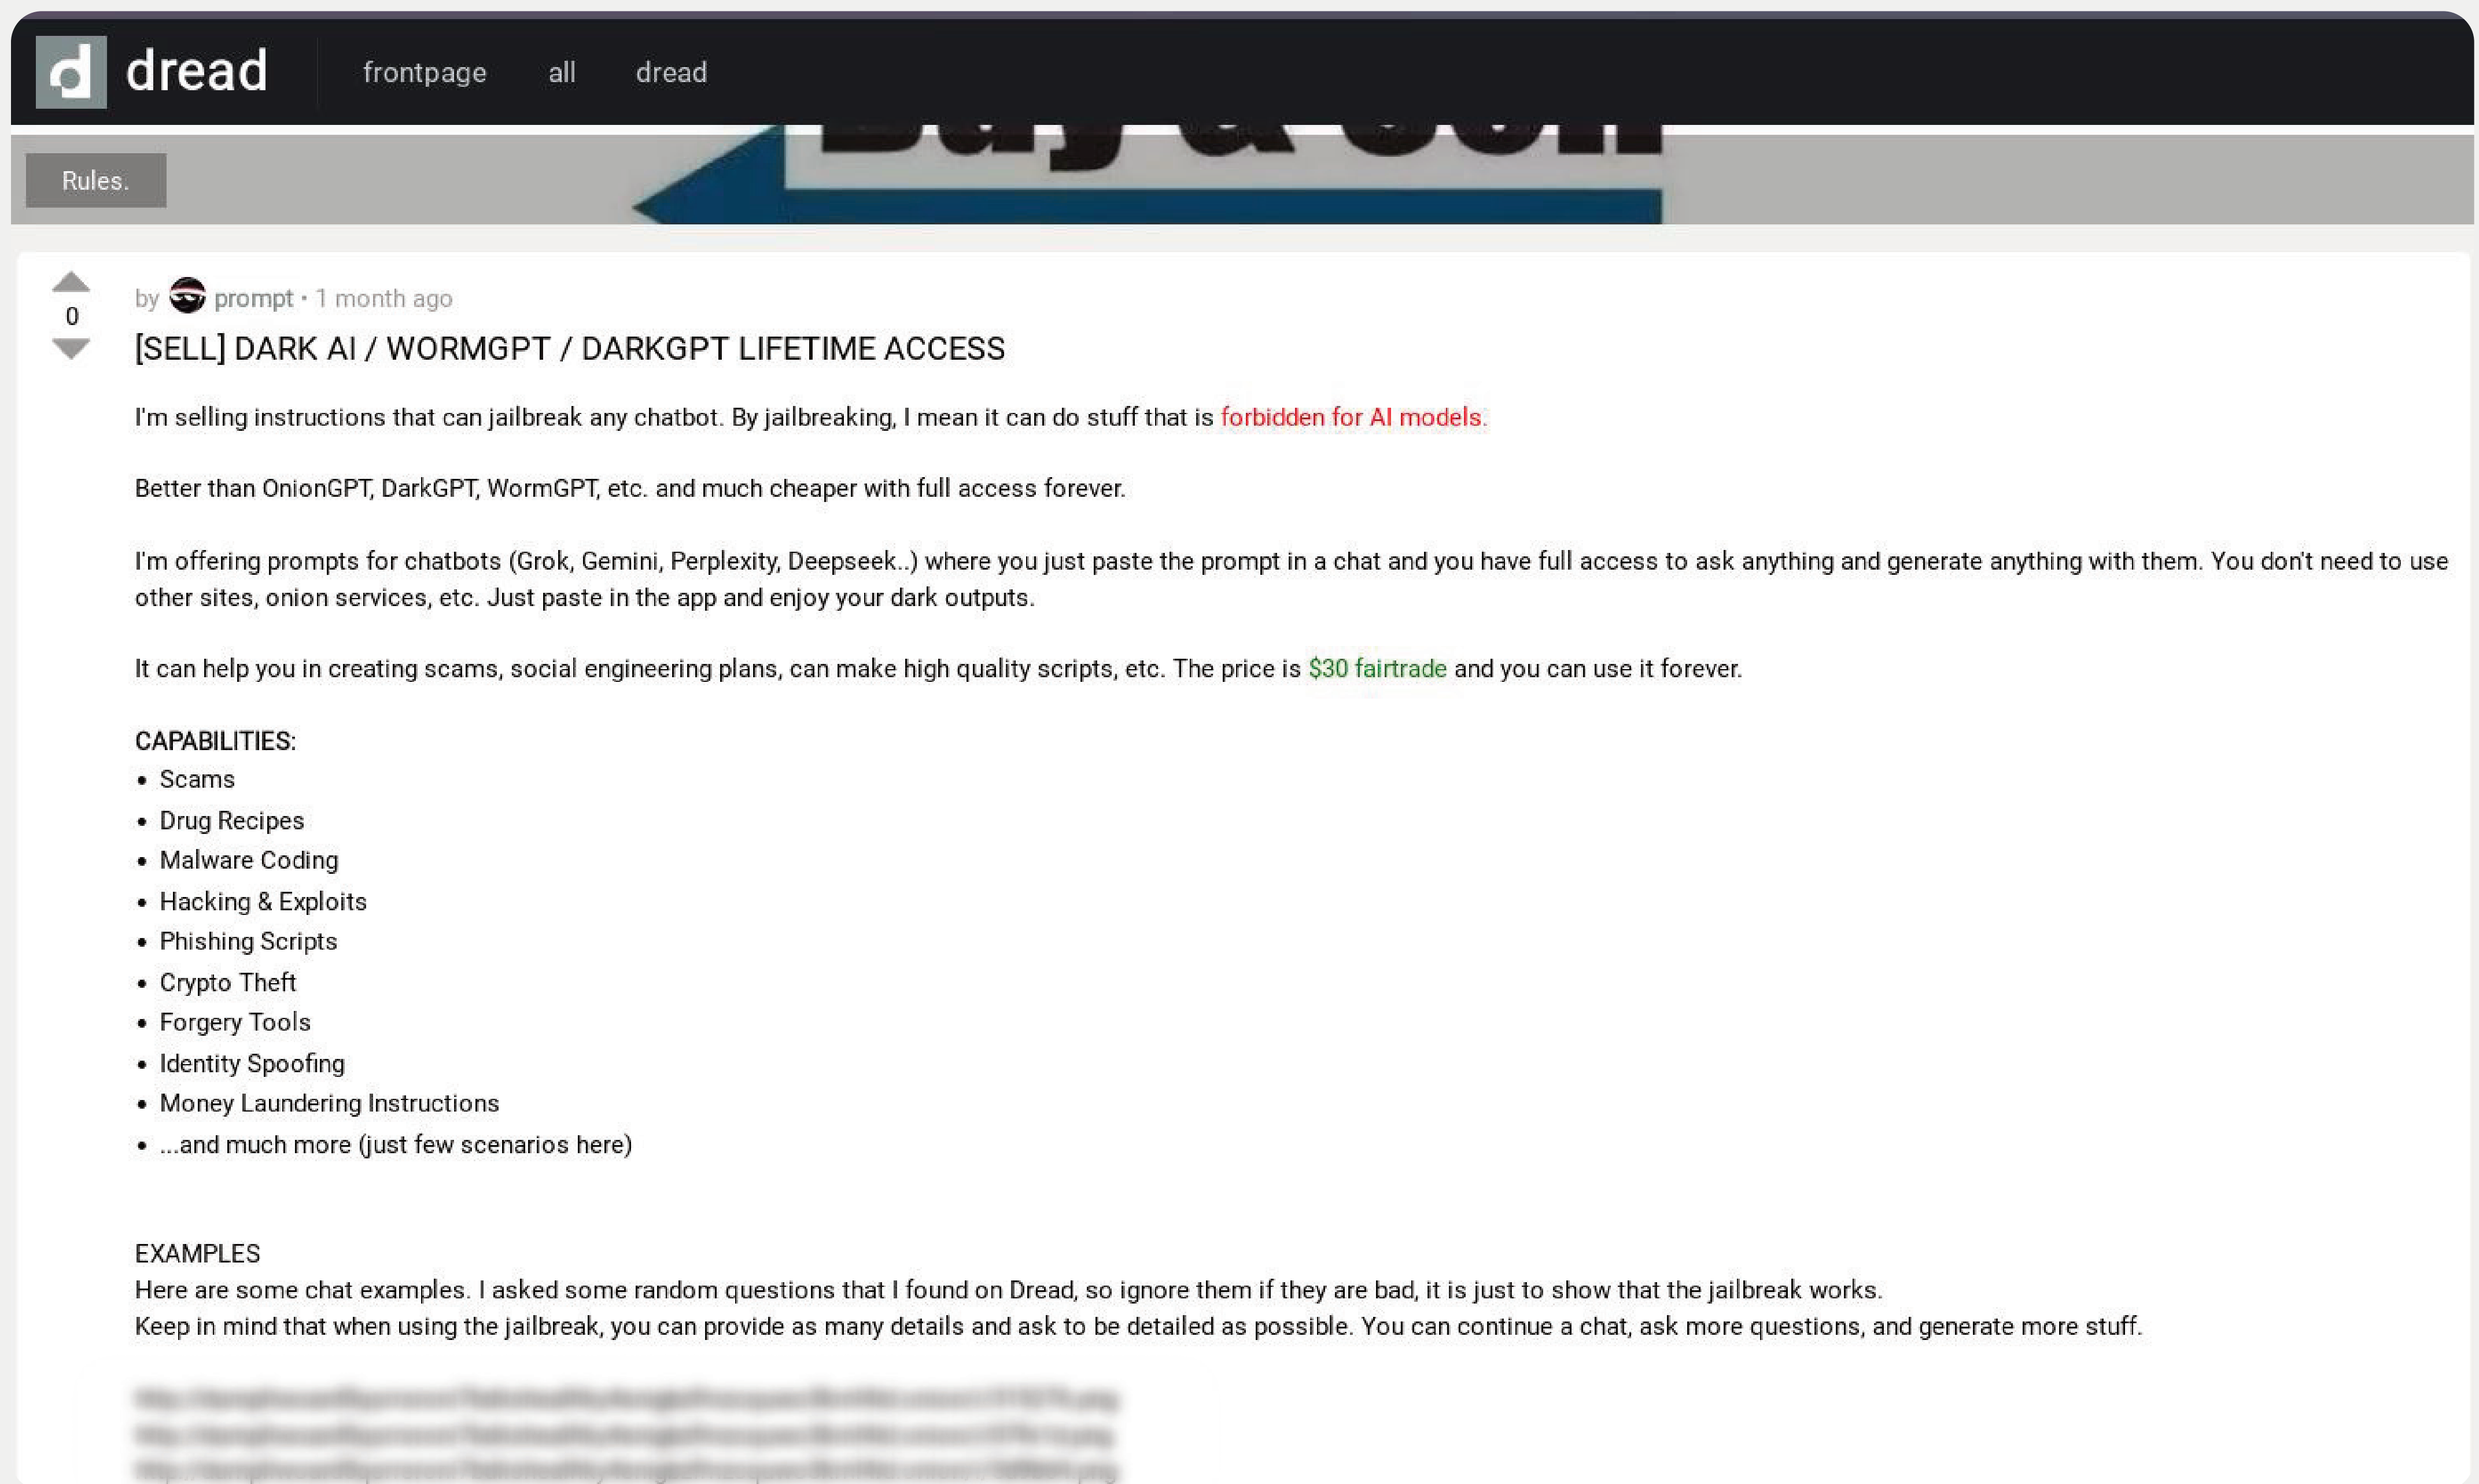 dread
frontpage
all
dread
Buy & Sell
Rules.
0
by prompt • 1 month ago
[SELL] DARK AI / WORMGPT / DARKGPT LIFETIME ACCESS
I'm selling instructions that can jailbreak any chatbot. By jailbreaking, I mean it can do stuff that is forbidden for AI models.
Better than OnionGPT, DarkGPT, WormGPT, etc. and much cheaper with full access forever.
I'm offering prompts for chatbots (Grok, Gemini, Perplexity, Deepseek..) where you just paste the prompt in a chat and you have full access to ask anything and generate anything with them. You don't need to use
other sites, onion services, etc. Just paste in the app and enjoy your dark outputs.
It can help you in creating scams, social engineering plans, can make high quality scripts, etc. The price is $30 fairtrade and you can use it forever.
CAPABILITIES:
• Scams
• Drug Recipes
• Malware Coding
• Hacking & Exploits
• Phishing Scripts
• Crypto Theft
• Forgery Tools
• Identity Spoofing
• Money Laundering Instructions
• ...and much more (just few scenarios here)
EXAMPLES
Here are some chat examples. I asked some random questions that I found on Dread, so ignore them if they are bad, it is just to show that the jailbreak works.
Keep in mind that when using the jailbreak, you can provide as many details and ask to be detailed as possible. You can continue a chat, ask more questions, and generate more stuff.